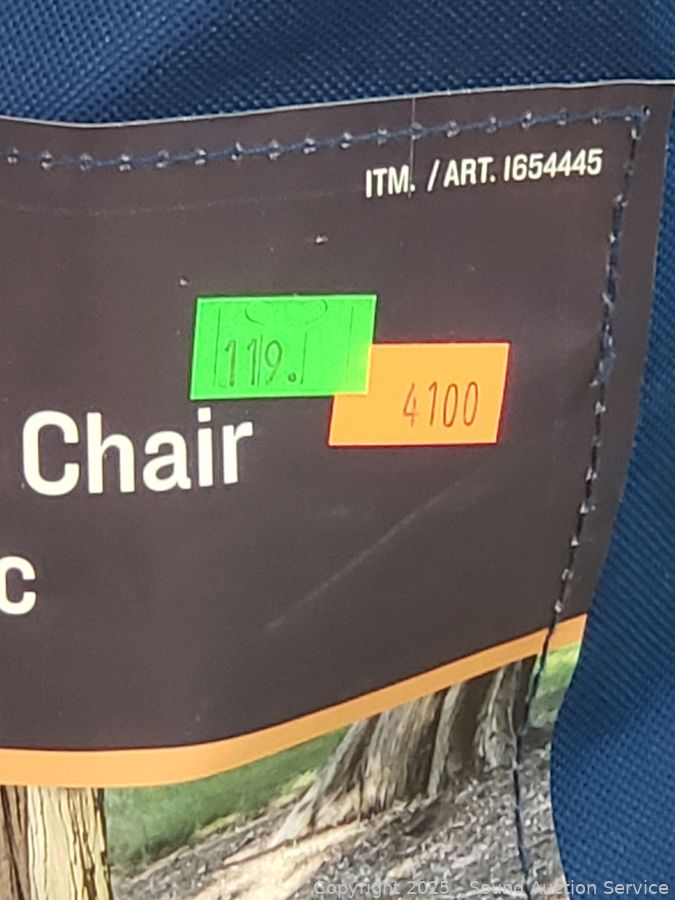 ITM. / ART. 1654445
119.
4100
Chair
c
Copyright 2025 - Sound Auction Service